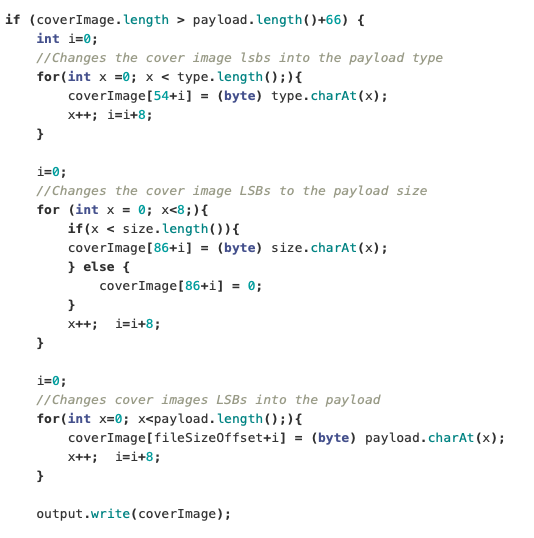 if (coverImage.length > payload.length()+66) {
int i=0;
//Changes the cover image lsbs into the payload type
for(int x =0; x < type.length();){
coverImage[54+i] = (byte) type.charAt(x);
x++; i=i+8;
}
i=0;
//Changes the cover image LSBs to the payload size
for (int x = 0; x<8;){
if(x < size.length()){
coverImage[86+i] = (byte) size.charAt(x);
} else {
coverImage[86+i] = 0;
}
x++;  i=i+8;
}
i=0;
//Changes cover images LSBs into the payload
for(int x=0; x<payload.length();){
coverImage[fileSizeOffset+i] = (byte) payload.charAt(x);
x++;  i=i+8;
}
output.write(coverImage);